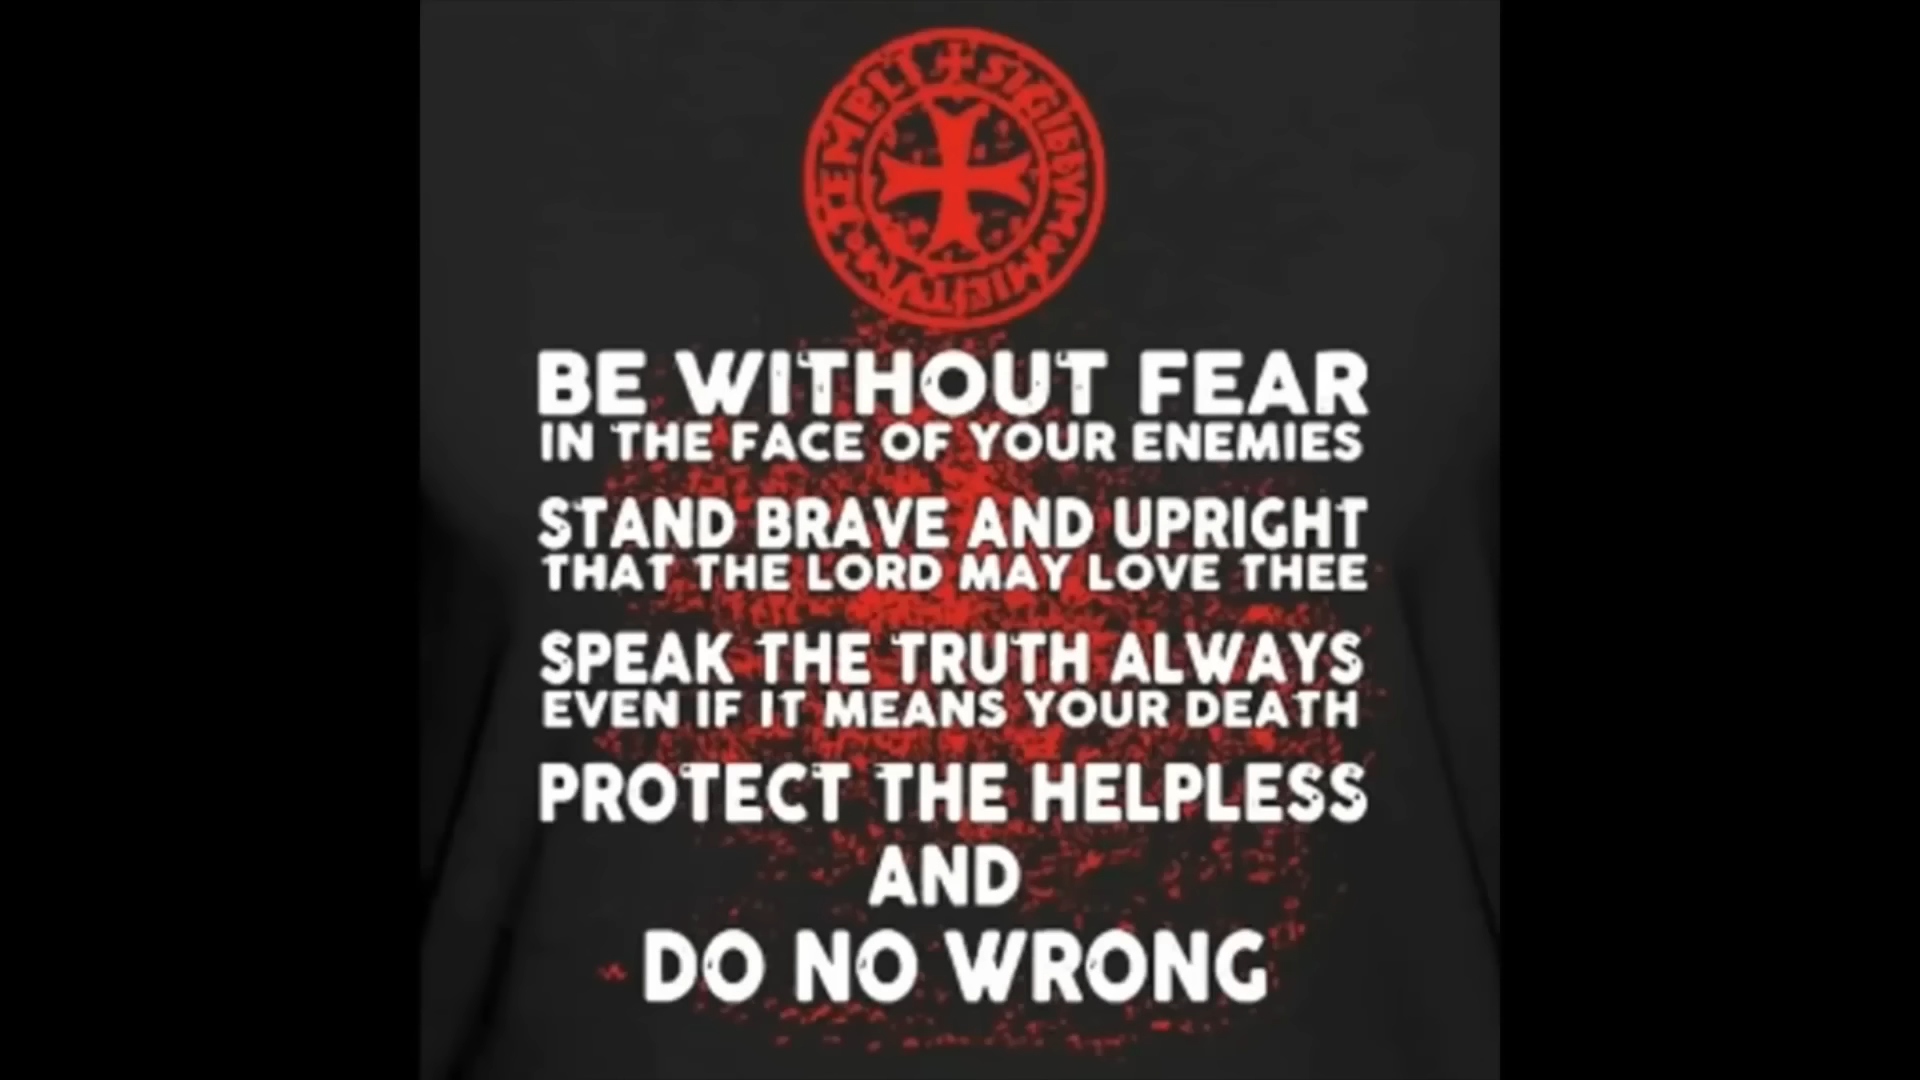 BE WITHOUT FEAR
IN THE FACE OF YOUR ENEMIES
STAND BRAVE AND UPRIGHT
THAT THE LORD MAY LOVE THEE
SPEAK THE TRUTH ALWAYS
EVEN IF IT MEANS YOUR DEATH
PROTECT THE HELPLESS
AND
DO NO WRONG